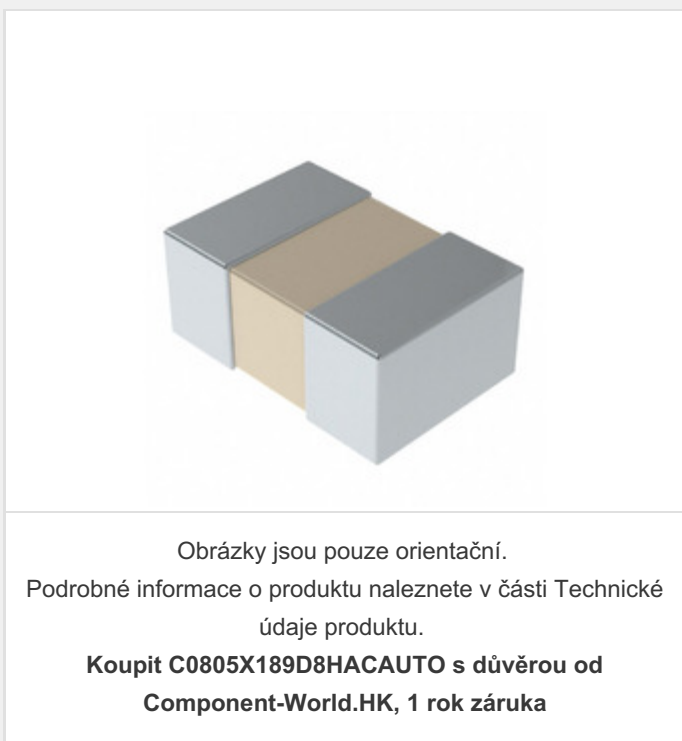 Obrázky jsou pouze orientační.
Podrobné informace o produktu naleznete v části Technické
údaje produktu.
Koupit C0805X189D8HACAUTO s důvěrou od
Component-World.HK, 1 rok záruka